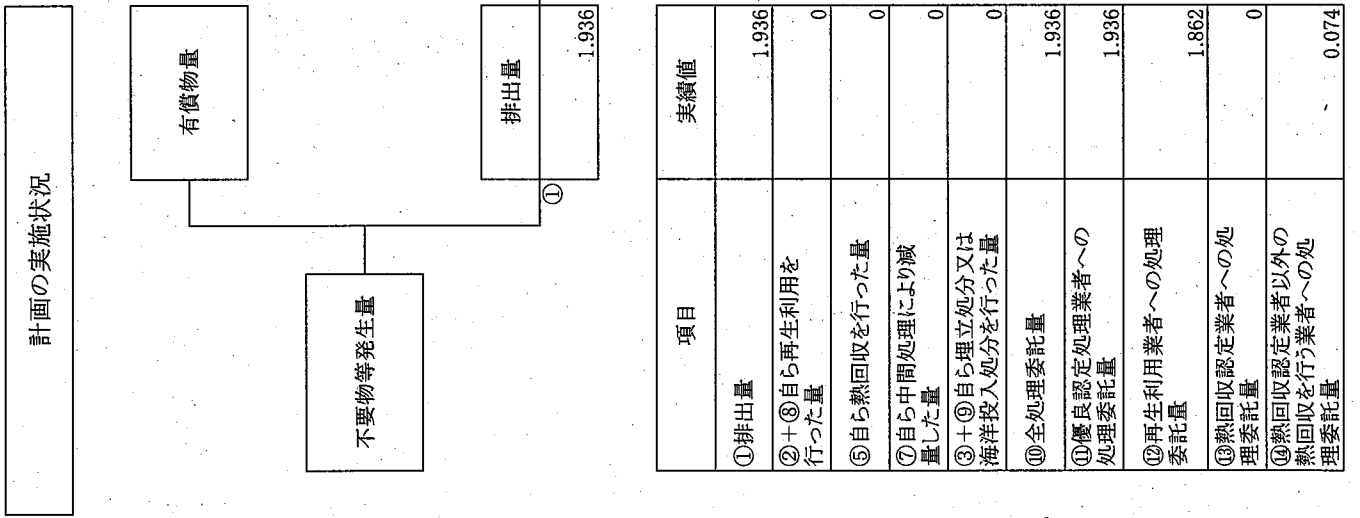 計画の実施状況
有償物量
不要物等発生量
①
排出量
1.936
項目
実績値
①排出量
1.936
②+⑧自ら再生利用を
行った量
0
⑤自ら熱回収を行った量
0
⑦自ら中間処理により減
量した量
0
③+⑨自ら埋立処分又は
海洋投入処分を行った量
0
⑩全処理委託量
1.936
⑪優良認定処理業者への
処理委託量
1.936
⑫再生利用業者への処理
委託量
1.862
⑬熱回収認定業者への処
理委託量
0
⑭熱回収認定業者以外の
熱回収を行う業者への処
理委託量
0.074